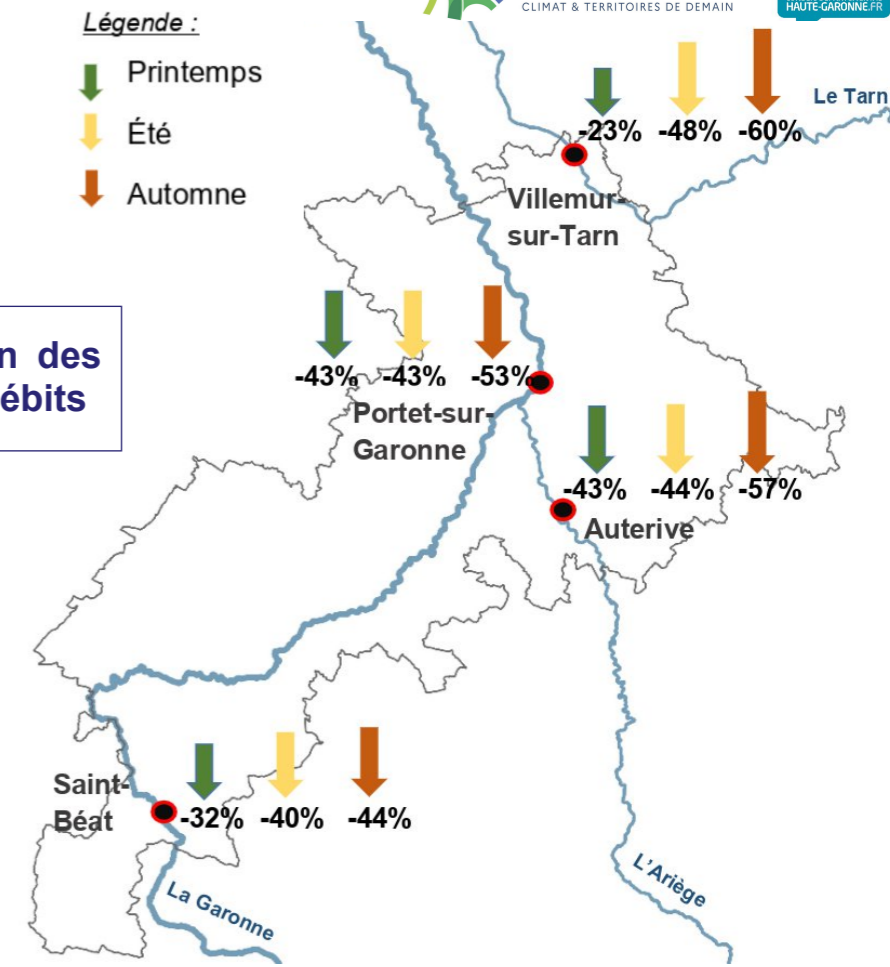 CLIMAT & TERRITOIRES DE DEMAIN
HAUTE-GARONNE.FR
Légende :
Printemps
Été
Automne
Le Tarn
-23% -48% -60%
Villemur-
sur-Tarn
n des
ébits
-43% -43% -53%
Portet-sur-
Garonne
-43% -44% -57%
Auterive
Saint-
Béat
-32% -40% -44%
La Garonne
L'Ariège